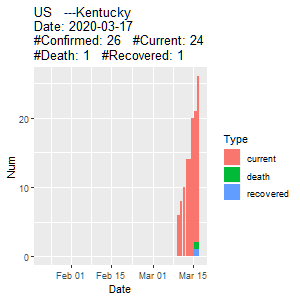 US ---Kentucky
Date: 2020-03-17
#Confirmed: 26 #Current: 24
#Death: 1 #Recovered: 1
Num
20
10
0
Feb 01 Feb 15 Mar 01 Mar 15
Date
Type
current
death
recovered